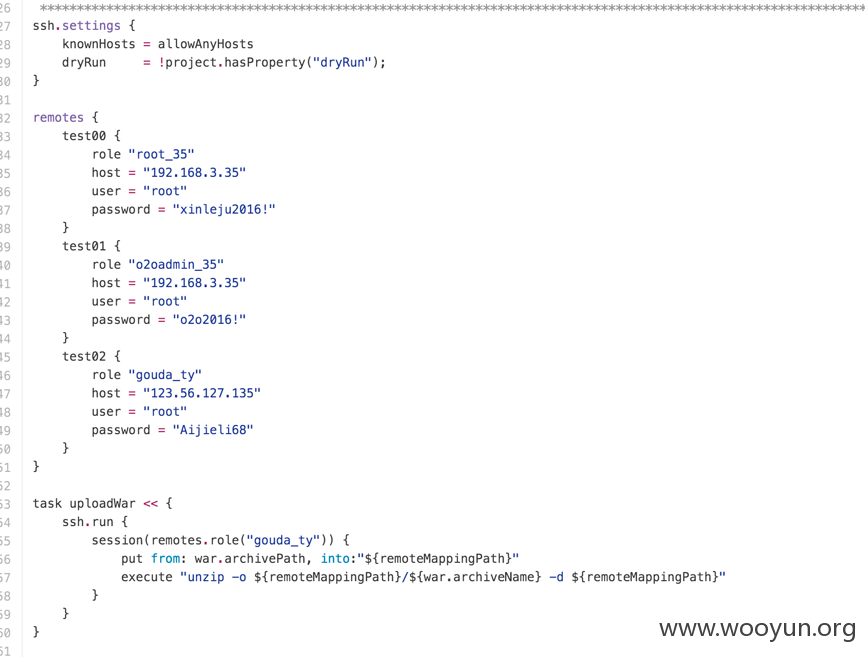 26 ****************************************************************************************************************
27 ssh.settings {
28     knownHosts = allowAnyHosts
29     dryRun     = !project.hasProperty("dryRun");
30 }
31
32 remotes {
33     test00 {
34         role "root_35"
35         host = "192.168.3.35"
36         user = "root"
37         password = "xinleju2016!"
38     }
39     test01 {
40         role "o2oadmin_35"
41         host = "192.168.3.35"
42         user = "root"
43         password = "o2o2016!"
44     }
45     test02 {
46         role "gouda_ty"
47         host = "123.56.127.135"
48         user = "root"
49         password = "Aijieli68"
50     }
51 }
52
53 task uploadWar << {
54     ssh.run {
55         session(remotes.role("gouda_ty")) {
56             put from: war.archivePath, into:"${remoteMappingPath}"
57             execute "unzip -o ${remoteMappingPath}/${war.archiveName} -d ${remoteMappingPath}"
58         }
59     }
60 }
61
www.wooyun.org